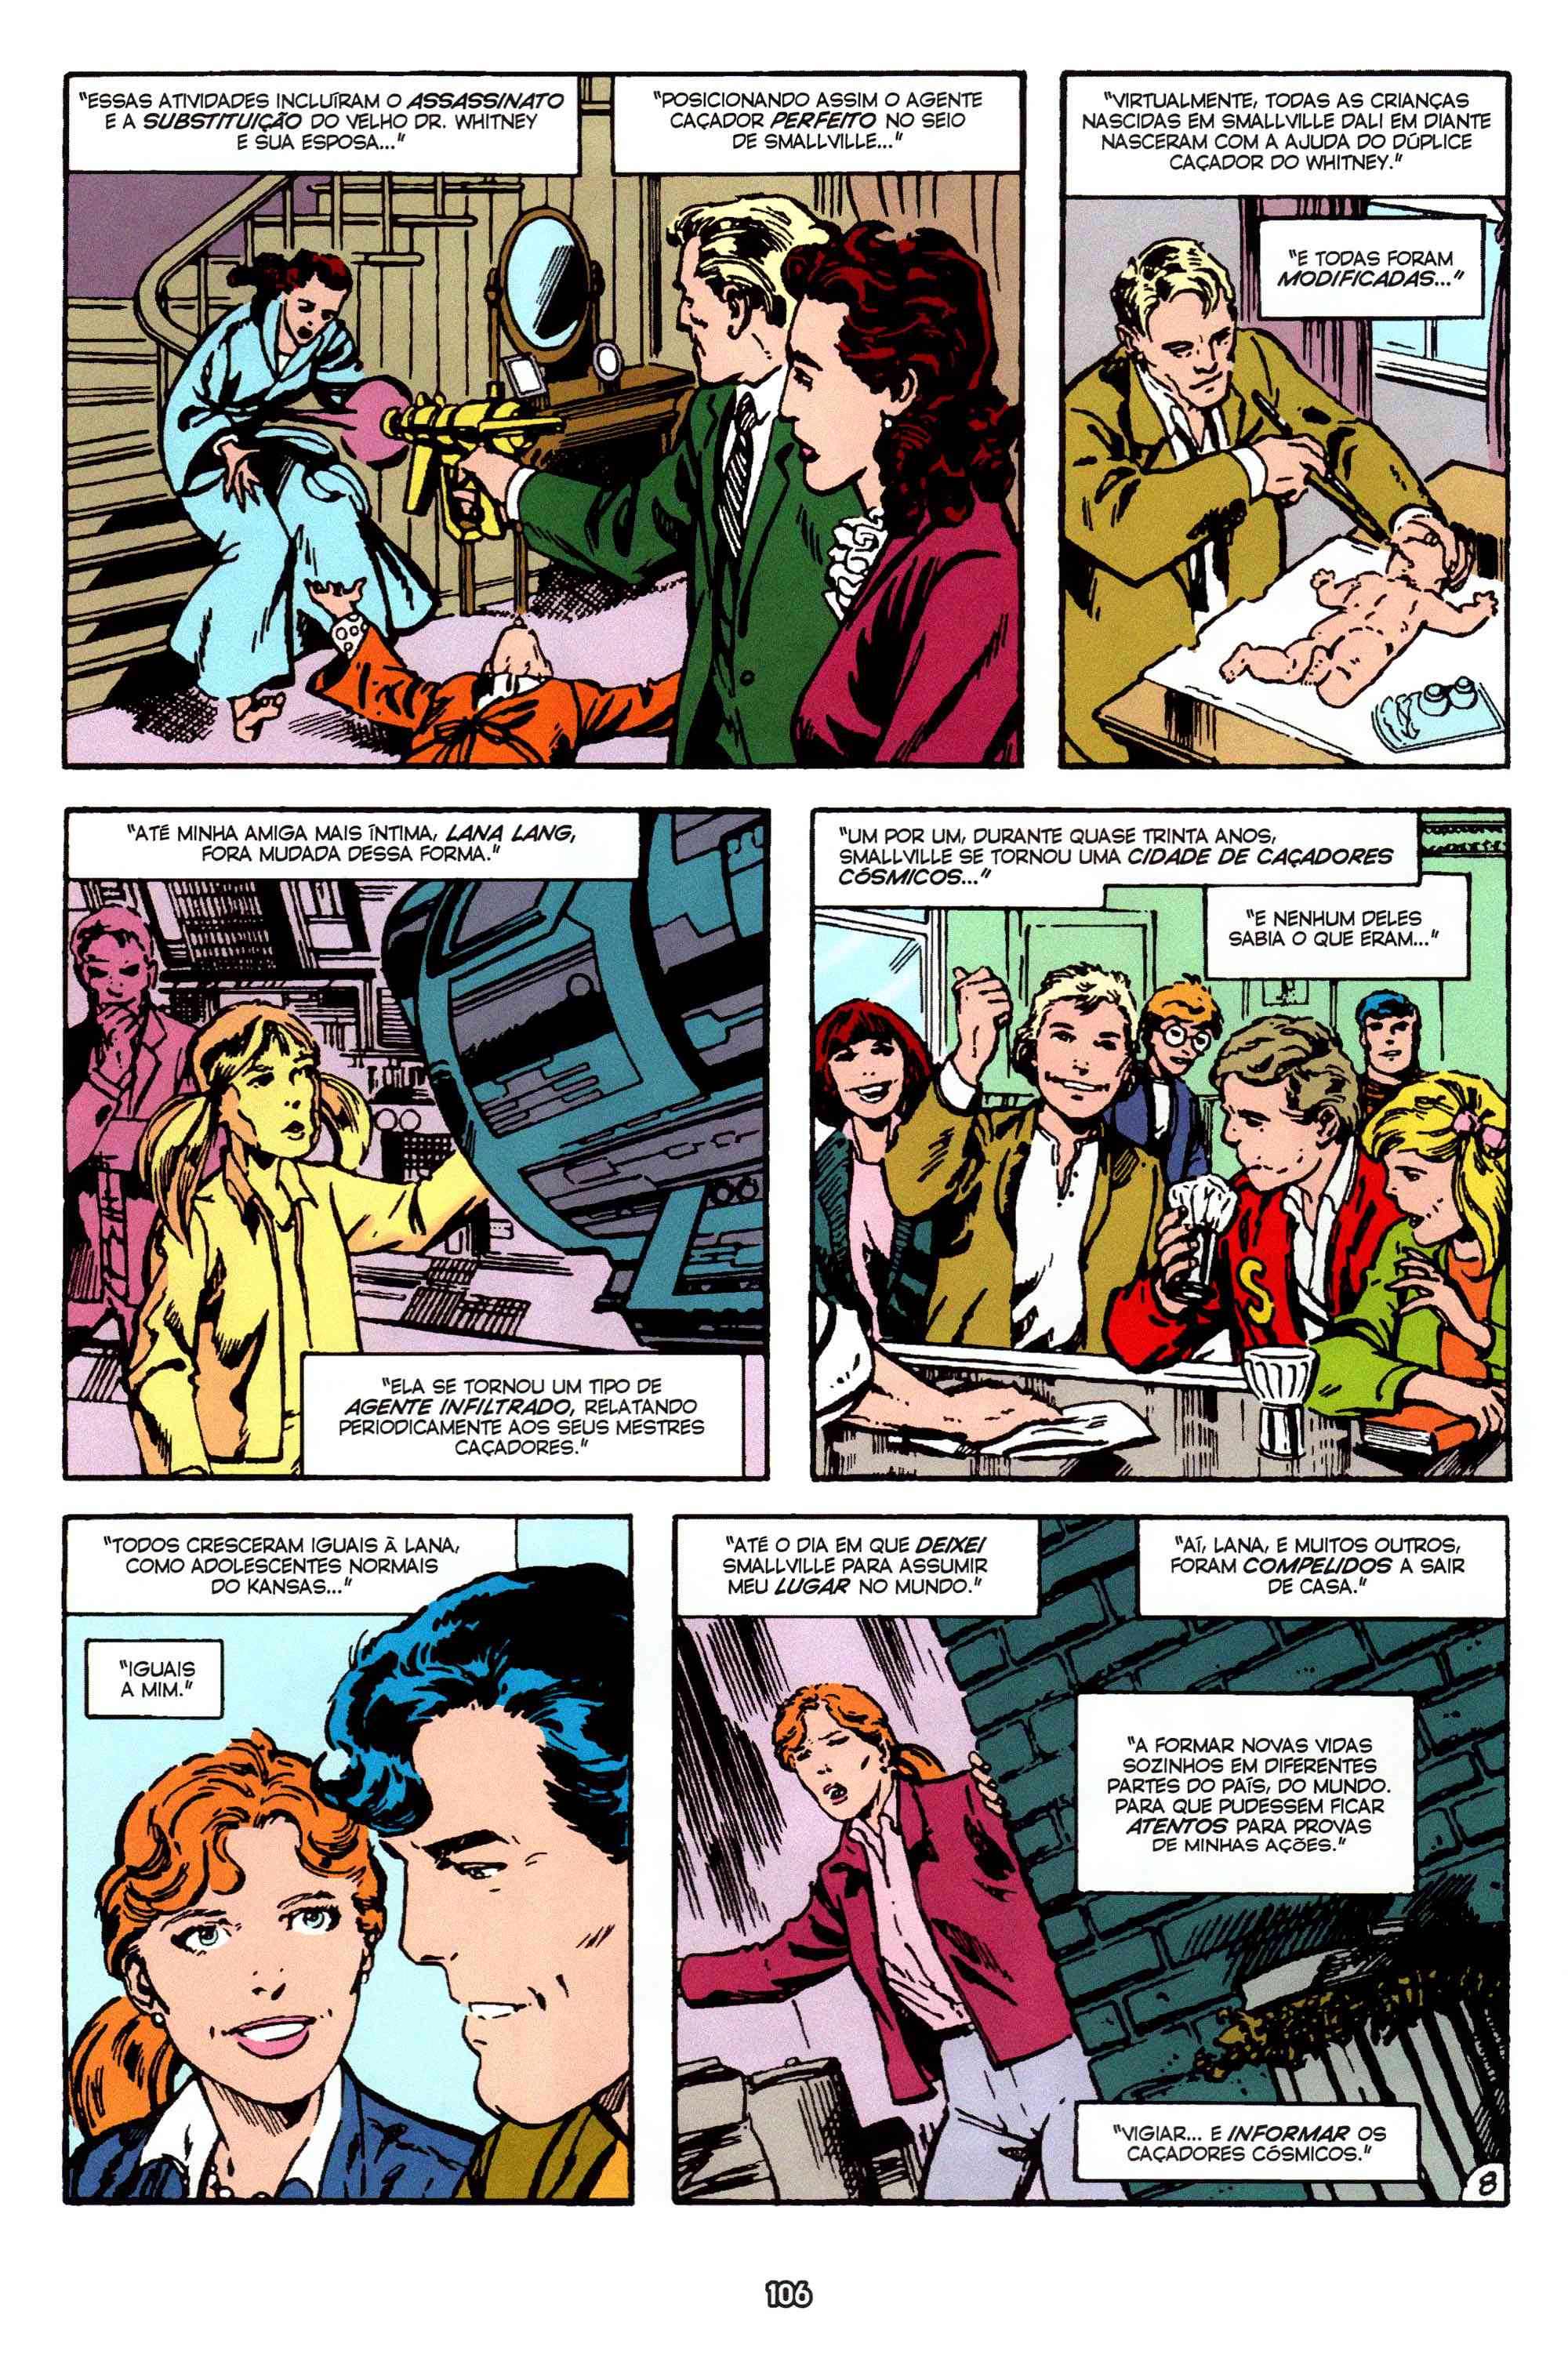 "ESSAS ATIVIDADES INCLUÍRAM O ASSASSINATO
E A SUBSTITUIÇÃO DO VELHO DR. WHITNEY
E SUA ESPOSA..."
"POSICIONANDO ASSIM O AGENTE
CAÇADOR PERFEITO NO SEIO
DE SMALLVILLE..."
"VIRTUALMENTE, TODAS AS CRIANÇAS
NASCIDAS EM SMALLVILLE DALI EM DIANTE
NASCERAM COM A AJUDA DO DÚPLICE
CAÇADOR DO WHITNEY."
"E TODAS FORAM
MODIFICADAS..."
"ATÉ MINHA AMIGA MAIS ÍNTIMA, LANA LANG,
FORA MUDADA DESSA FORMA."
"ELA SE TORNOU UM TIPO DE
AGENTE INFILTRADO, RELATANDO
PERIODICAMENTE AOS SEUS MESTRES
CAÇADORES."
"UM POR UM, DURANTE QUASE TRINTA ANOS,
SMALLVILLE SE TORNOU UMA CIDADE DE CAÇADORES
CÓSMICOS..."
"E NENHUM DELES
SABIA O QUE ERAM..."
S
"TODOS CRESCERAM IGUAIS À LANA,
COMO ADOLESCENTES NORMAIS
DO KANSAS..."
"IGUAIS
A MIM."
"ATÉ O DIA EM QUE DEIXEI
SMALLVILLE PARA ASSUMIR
MEU LUGAR NO MUNDO."
"AÍ, LANA, E MUITOS OUTROS,
FORAM COMPELIDOS A SAIR
DE CASA."
"A FORMAR NOVAS VIDAS
SOZINHOS EM DIFERENTES
PARTES DO PAÍS, DO MUNDO.
PARA QUE PUDESSEM FICAR
ATENTOS PARA PROVAS
DE MINHAS AÇÕES."
"VIGIAR... E INFORMAR OS
CAÇADORES CÓSMICOS."
8
106